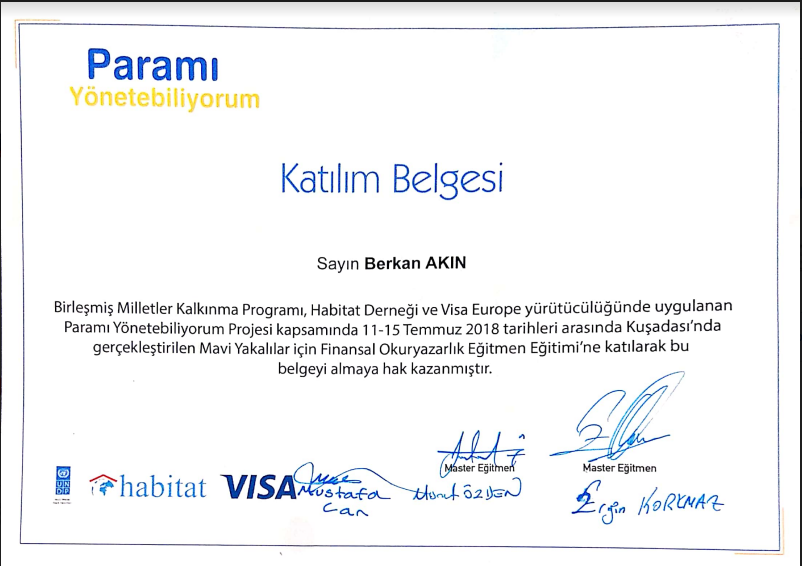 Paramı
Yönetebiliyorum
Katılım Belgesi
Sayın Berkan AKIN
Birleşmiş Milletler Kalkınma Programı, Habitat Derneği ve Visa Europe yürütücülüğünde uygulanan
Paramı Yönetebiliyorum Projesi kapsamında 11-15 Temmuz 2018 tarihleri arasında Kuşadası'nda
gerçekleştirilen Mavi Yakalılar için Finansal Okuryazarlık Eğitmen Eğitimi'ne katılarak bu
belgeyi almaya hak kazanmıştır.
Master Eğitmen
Master Eğitmen
UNDP
habitat
VISA
Mustafa
Can
Murat ÖZDEN
Ergin KORKMAZ